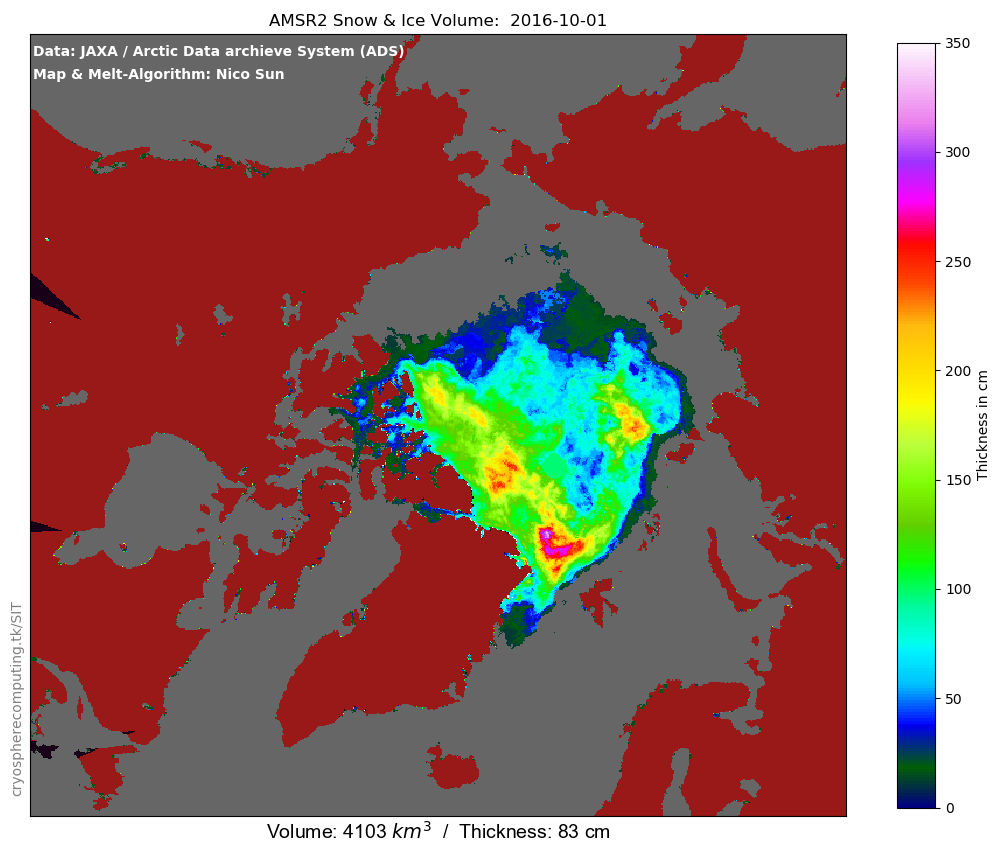 AMSR2 Snow & Ice Volume:  2016-10-01
Data: JAXA / Arctic Data archieve System (ADS)
Map & Melt-Algorithm: Nico Sun
350
300
250
200
150
100
50
0
Thickness in cm
cryospherecomputing.tk/SIT
Volume: 4103 km³  /  Thickness: 83 cm